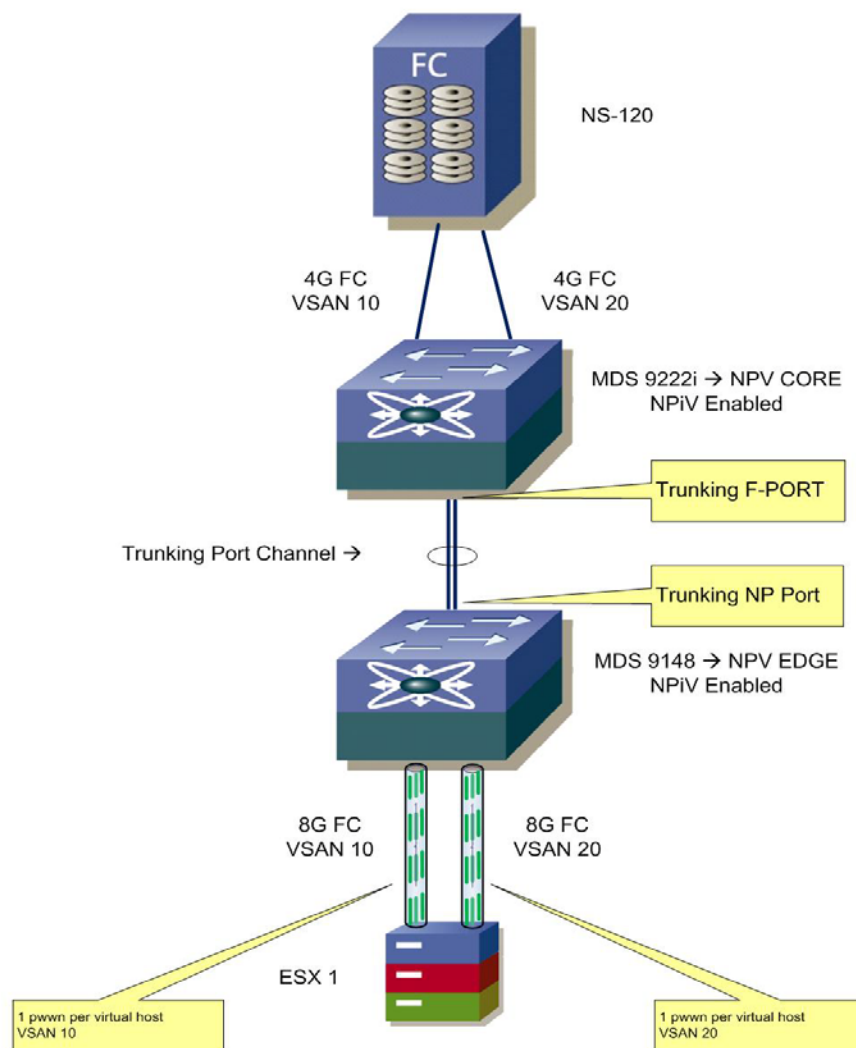 FC
NS-120
4G FC
VSAN 10
4G FC
VSAN 20
MDS 9222i → NPV CORE
NPiV Enabled
Trunking F-PORT
Trunking Port Channel →
Trunking NP Port
MDS 9148 → NPV EDGE
NPiV Enabled
8G FC
VSAN 10
8G FC
VSAN 20
ESX 1
1 pwwn per virtual host
VSAN 10
1 pwwn per virtual host
VSAN 20